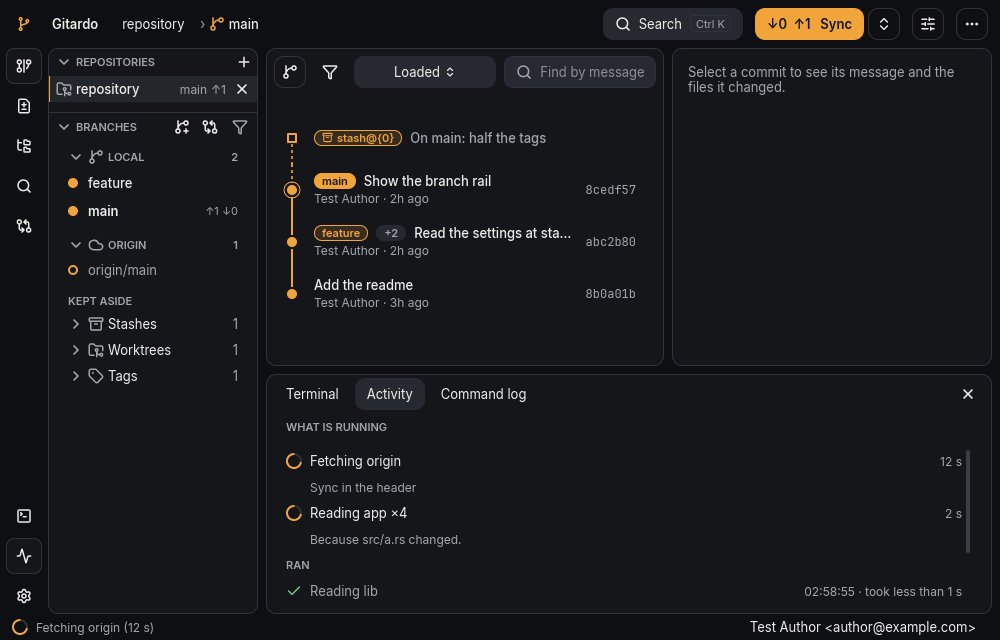 Gitardo
repository
main
Search
Ctrl K
↓0 ↑1 Sync
REPOSITORIES
repository
main ↑1
BRANCHES
LOCAL
2
feature
main
↑1 ↓0
ORIGIN
1
origin/main
KEPT ASIDE
Stashes
1
Worktrees
1
Tags
1
Loaded
Find by message
stash@{0}
On main: half the tags
main
Show the branch rail
Test Author · 2h ago
8cedf57
feature
+2
Read the settings at sta...
Test Author · 2h ago
abc2b80
Add the readme
Test Author · 3h ago
8b0a01b
Select a commit to see its message and the
files it changed.
Terminal
Activity
Command log
WHAT IS RUNNING
Fetching origin
12 s
Sync in the header
Reading app ×4
2 s
Because src/a.rs changed.
RAN
Reading lib
02:58:55 · took less than 1 s
Fetching origin (12 s)
Test Author <author@example.com>